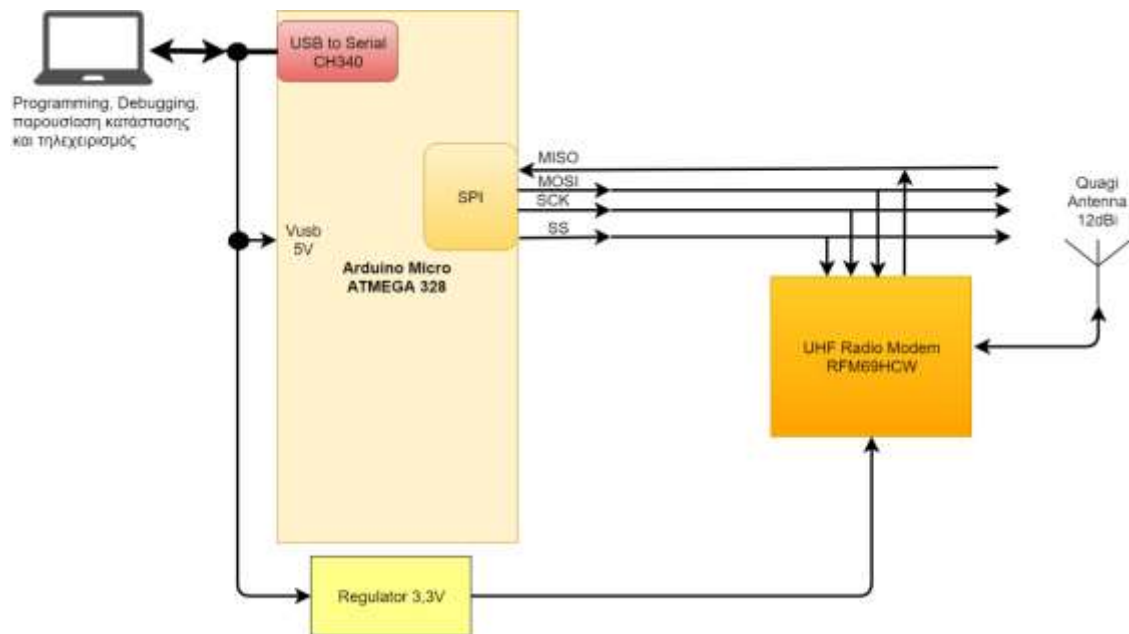 USB to Serial
CH340
Programming, Debugging,
παρουσίαση κατάστασης
και τηλεχειρισμός
MISO
MOSI
SCK
SS
SPI
Quagi
Antenna
12dBi
Vusb
5V
Arduino Micro
ATMEGA 328
UHF Radio Modem
RFM69HCW
Regulator 3,3V